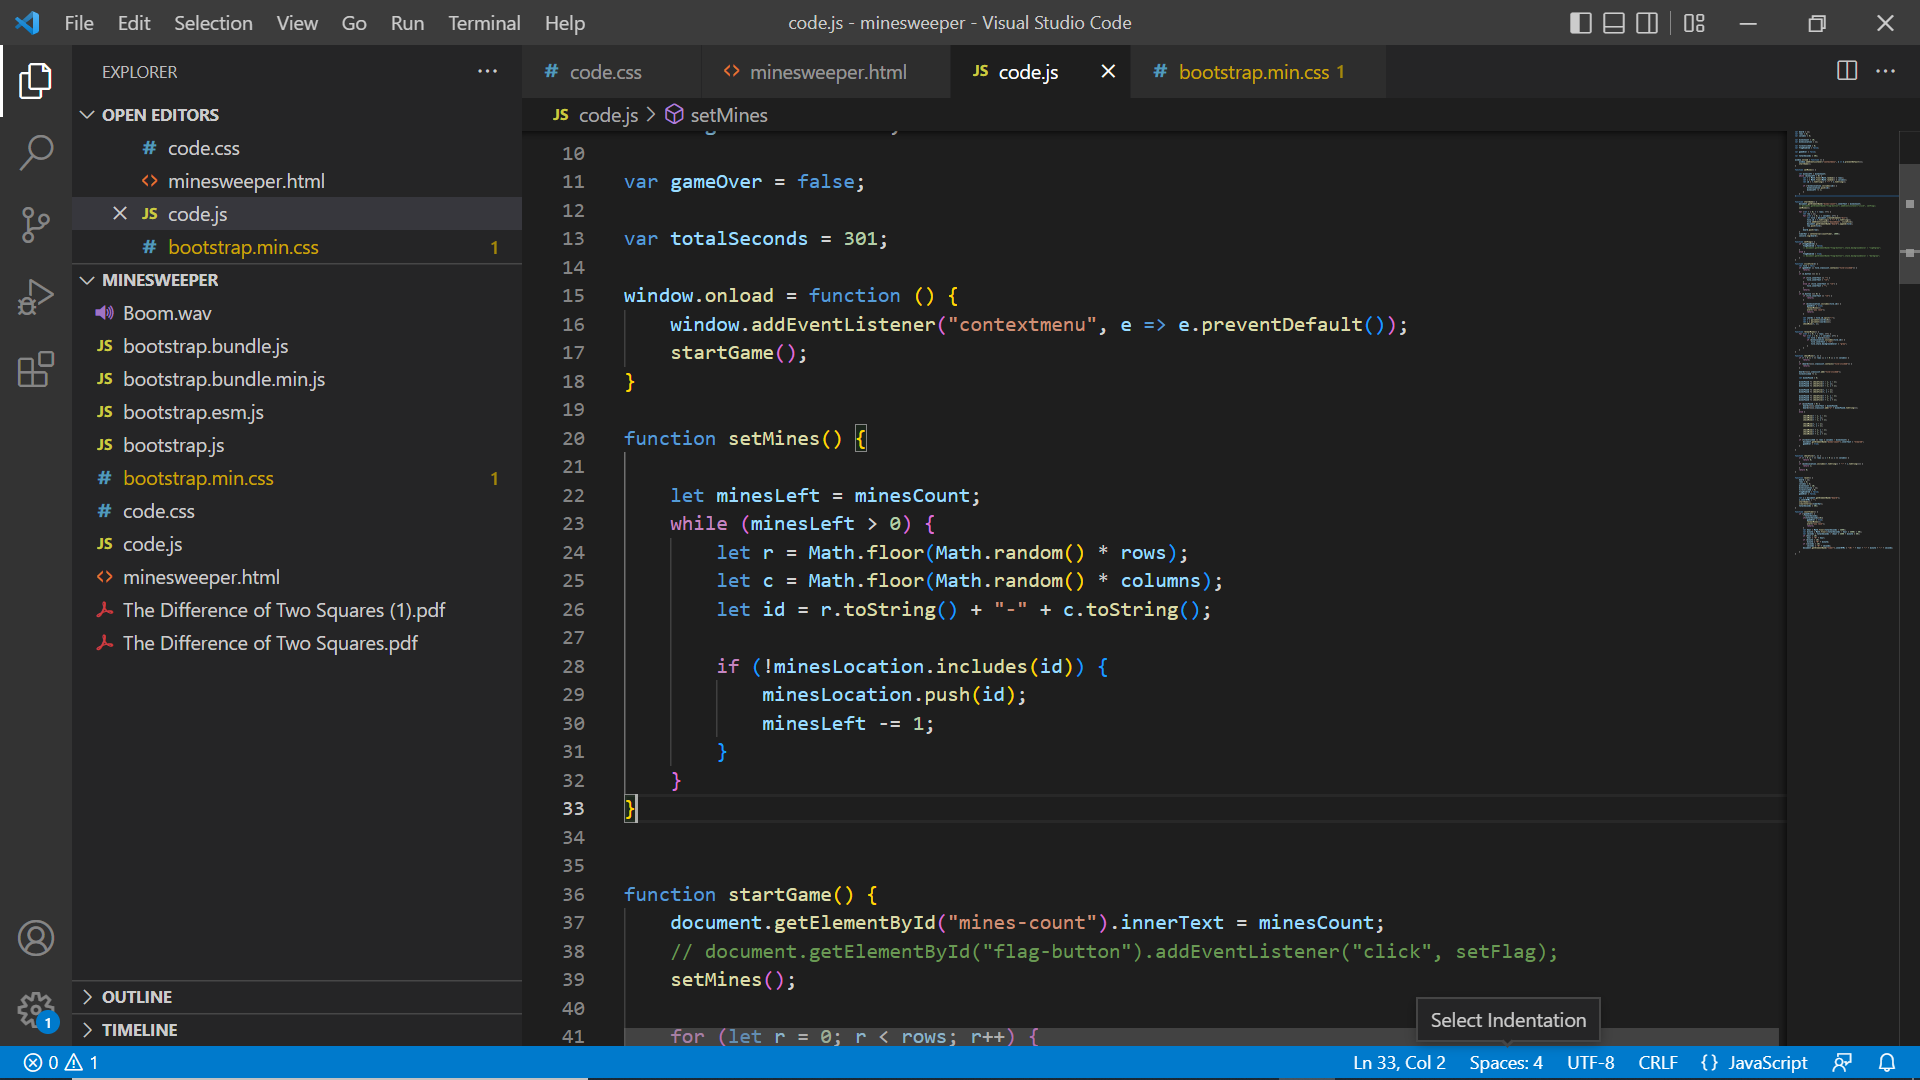 File Edit Selection View Go Run Terminal Help
code.js - minesweeper - Visual Studio Code
EXPLORER
OPEN EDITORS
# code.css
<> minesweeper.html
JS code.js
# bootstrap.min.css 1
MINESWEEPER
Boom.wav
JS bootstrap.bundle.js
JS bootstrap.bundle.min.js
JS bootstrap.esm.js
JS bootstrap.js
# bootstrap.min.css 1
# code.css
JS code.js
<> minesweeper.html
The Difference of Two Squares (1).pdf
The Difference of Two Squares.pdf
OUTLINE
TIMELINE
# code.css
<> minesweeper.html
JS code.js
# bootstrap.min.css 1
JS code.js > setMines
10
11 var gameOver = false;
12
13 var totalSeconds = 301;
14
15 window.onload = function () {
16     window.addEventListener("contextmenu", e => e.preventDefault());
17     startGame();
18 }
19
20 function setMines() {
21
22     let minesLeft = minesCount;
23     while (minesLeft > 0) {
24         let r = Math.floor(Math.random() * rows);
25         let c = Math.floor(Math.random() * columns);
26         let id = r.toString() + "-" + c.toString();
27
28         if (!minesLocation.includes(id)) {
29             minesLocation.push(id);
30             minesLeft -= 1;
31         }
32     }
33 }
34
35
36 function startGame() {
37     document.getElementById("mines-count").innerText = minesCount;
38     // document.getElementById("flag-button").addEventListener("click", setFlag);
39     setMines();
40
41     for (let r = 0; r < rows; r++) {
Select Indentation
1
0 1
Ln 33, Col 2 Spaces: 4 UTF-8 CRLF {} JavaScript